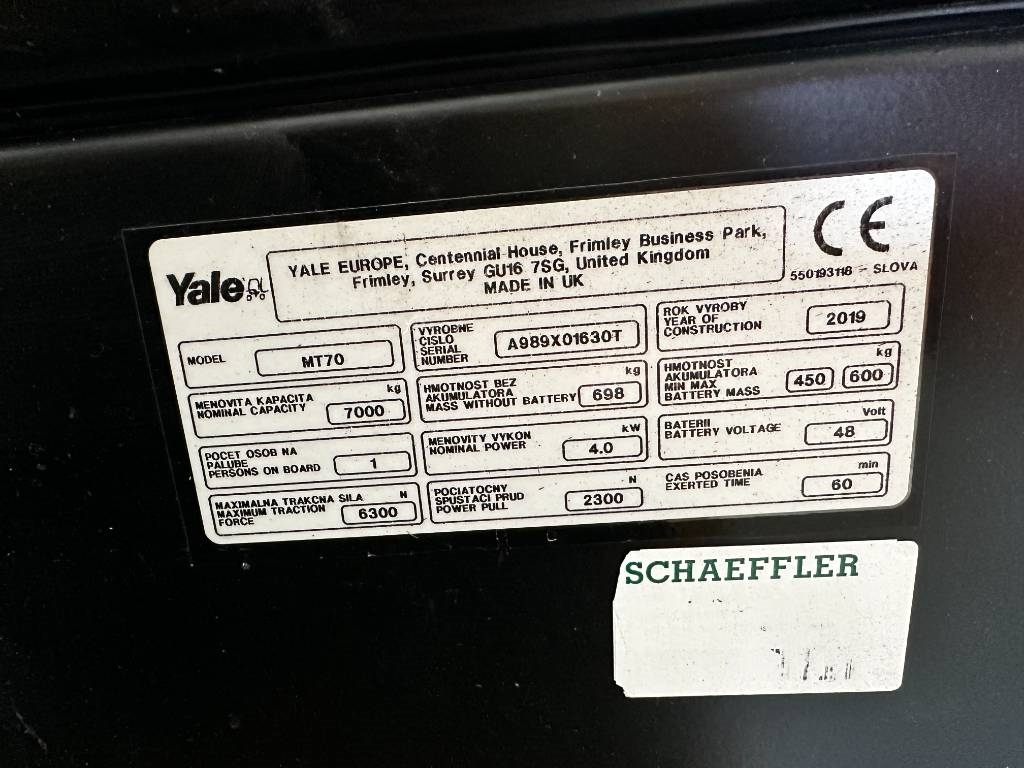 Yale
YALE EUROPE, Centennial House, Frimley Business Park,
Frimley, Surrey GU16 7SG, United Kingdom
MADE IN UK
CE
550193116 - SLOVA
MODEL
MT70
VYROBNE
CISLO
SERIAL
NUMBER
A989X01630T
ROK VYROBY
YEAR OF
CONSTRUCTION
2019
MENOVITA KAPACITA
NOMINAL CAPACITY
kg
7000
HMOTNOST BEZ
AKUMULATORA
MASS WITHOUT BATTERY
kg
698
HMOTNOST
AKUMULATORA
MIN MAX
BATTERY MASS
kg
450 600
POCET OSOB NA
PALUBE
PERSONS ON BOARD
1
MENOVITY VYKON
NOMINAL POWER
kW
4.0
BATERII
BATTERY VOLTAGE
Volt
48
MAXIMALNA TRAKCNA SILA
MAXIMUM TRACTION
FORCE
N
6300
POCIATOCNY
SPUSTACI PRUD
POWER PULL
N
2300
CAS POSOBENIA
EXERTED TIME
min
60
SCHAEFFLER